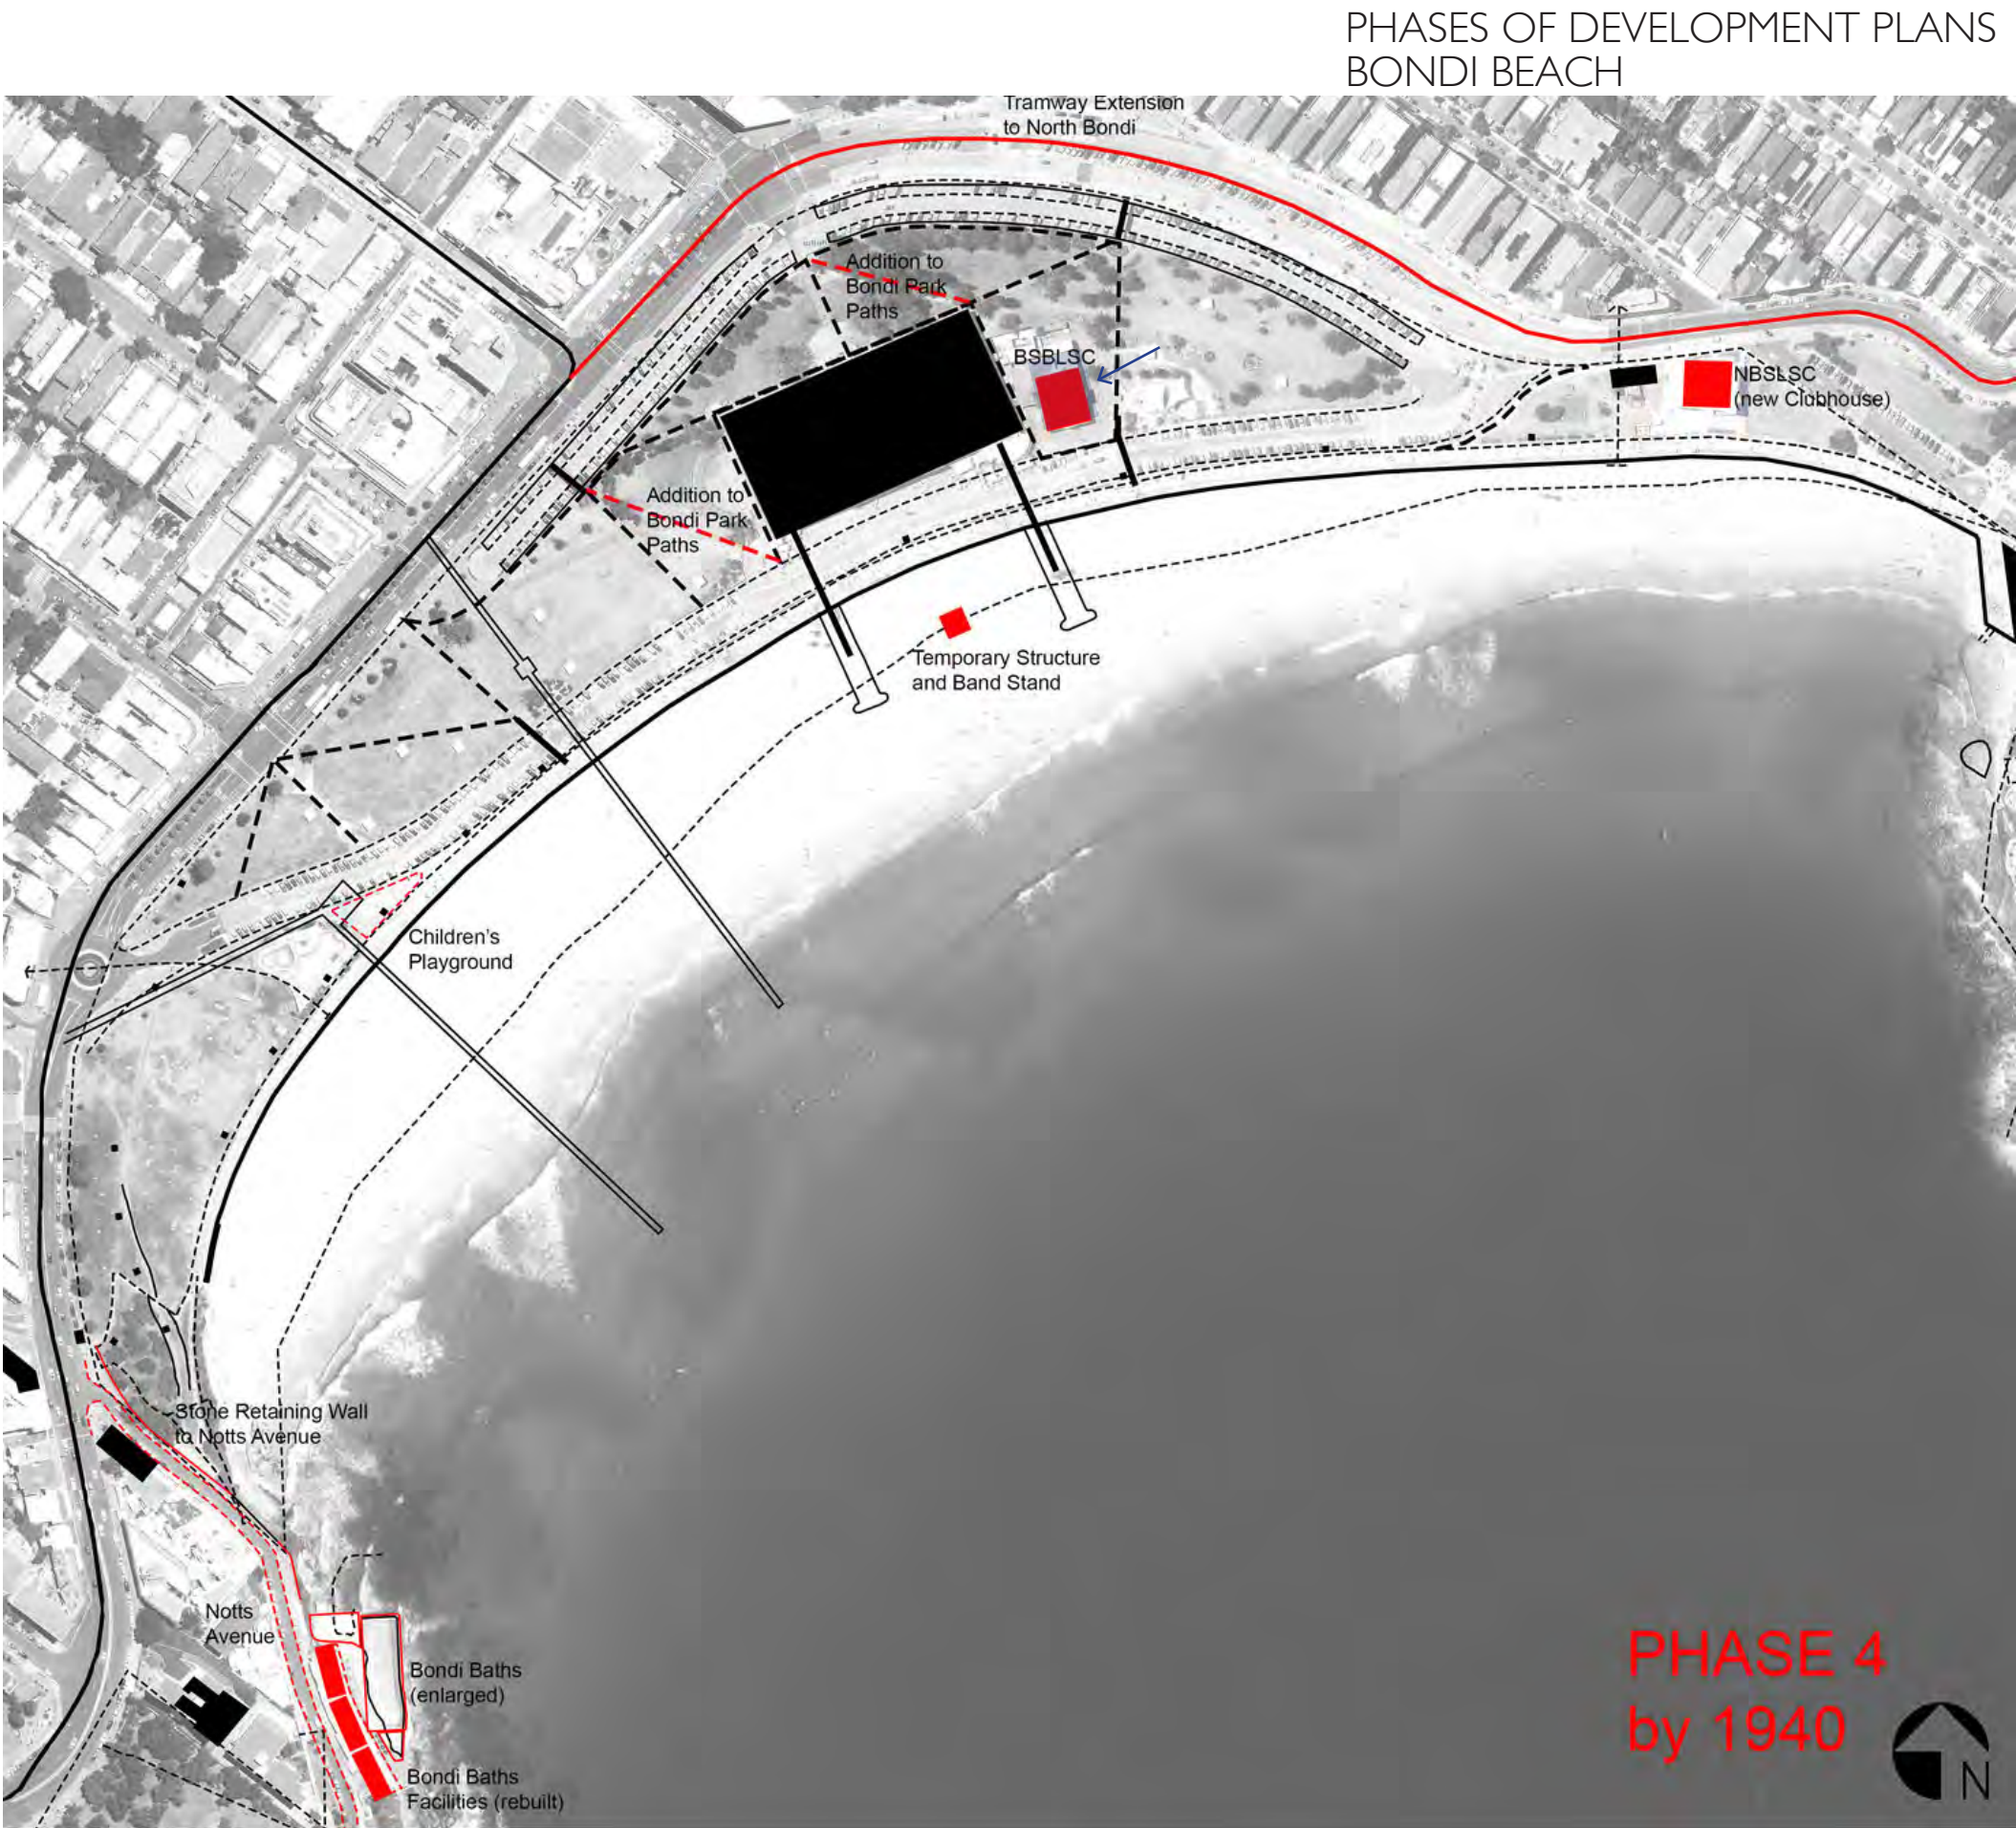 PHASES OF DEVELOPMENT PLANS
BONDI BEACH
Tramway Extension
to North Bondi
Addition to
Bondi Park
Paths
BSBLSC
NBSLSC
(new Clubhouse)
Addition to
Bondi Park
Paths
Temporary Structure
and Band Stand
Children's
Playground
Stone Retaining Wall
to Notts Avenue
Notts
Avenue
Bondi Baths
(enlarged)
Bondi Baths
Facilities (rebuilt)
PHASE 4
by 1940
N